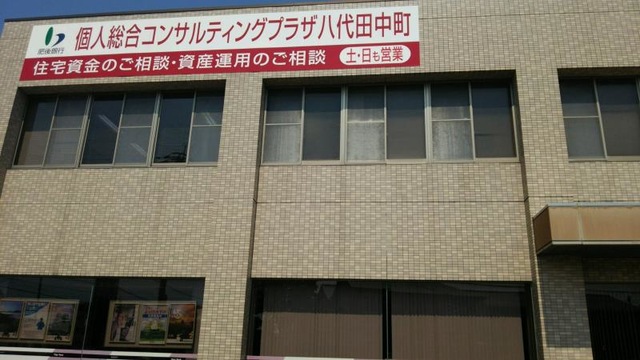 肥後銀行
個人総合コンサルティングプラザ八代田中町
住宅資金のご相談・資産運用のご相談 土・日も営業